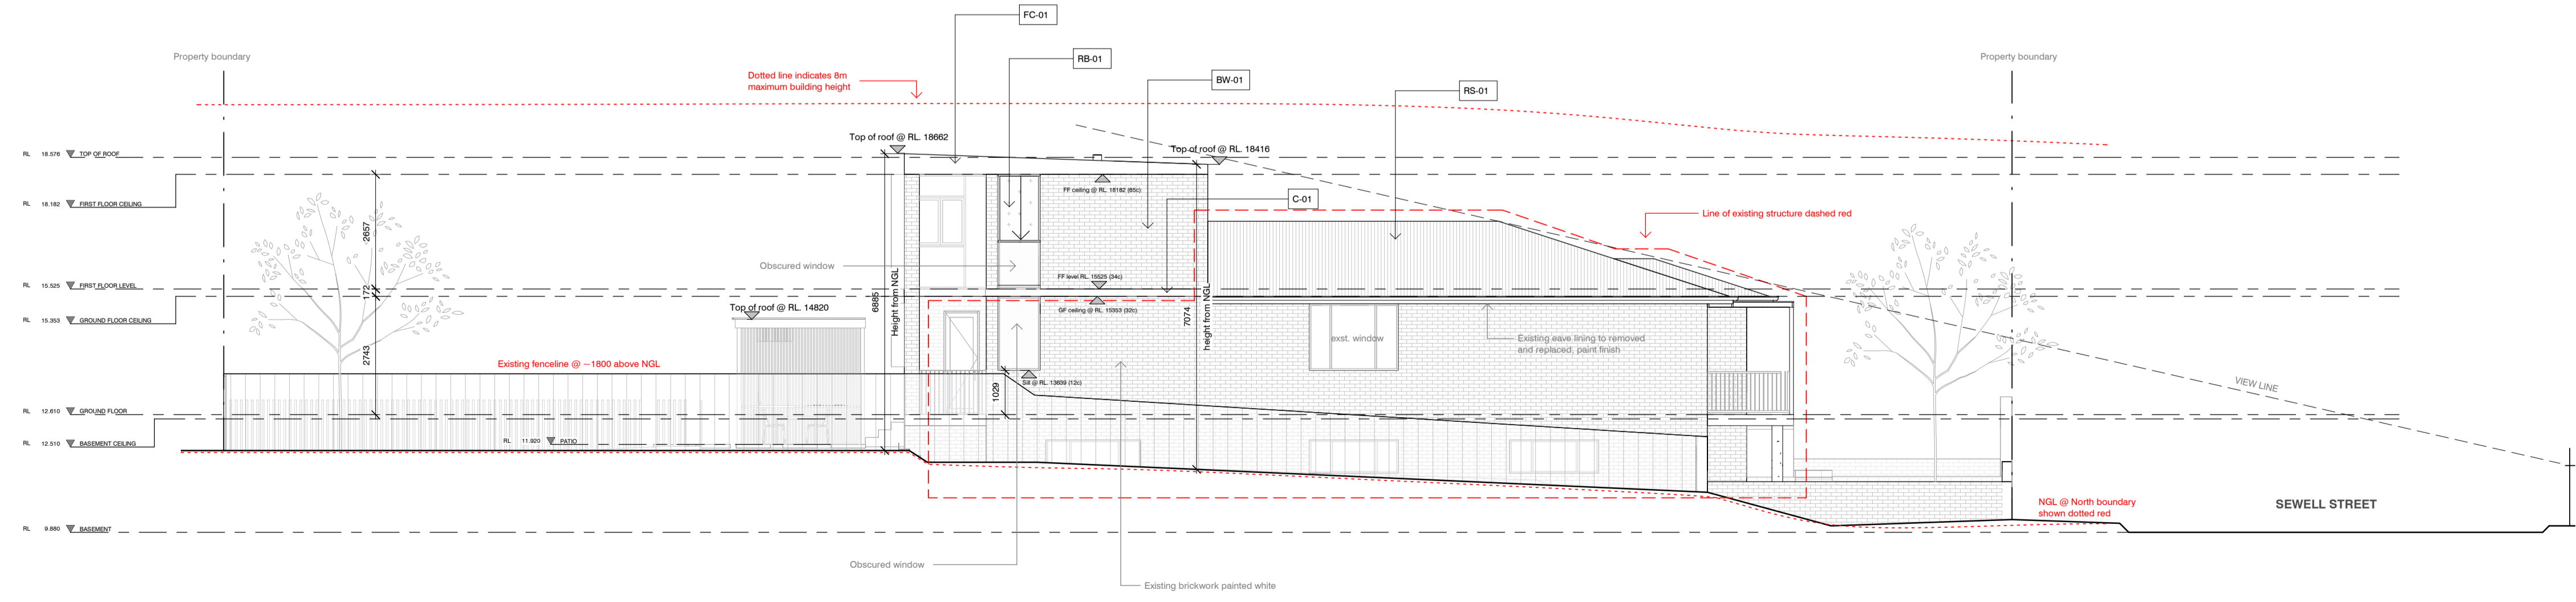 FC-01
Property boundary
Property boundary
RB-01
Dotted line indicates 8m
maximum building height
BW-01
RS-01
Top of roof @ RL. 18662
Top of roof @ RL. 18416
RL 18.576 TOP OF ROOF
FF ceiling @ RL. 18182 (65c)
C-01
RL 18.182 FIRST FLOOR CEILING
Line of existing structure dashed red
2657
Obscured window
FF level RL. 15525 (34c)
RL 15.525 FIRST FLOOR LEVEL
172
6885
Height from NGL
Top of roof @ RL. 14820
GF ceiling @ RL. 15353 (32c)
7074
height from NGL
RL 15.353 GROUND FLOOR CEILING
exst. window
Existing eave lining to removed
and replaced, paint finish
2743
Existing fenceline @ ~1800 above NGL
Sill @ RL. 13639 (12c)
1029
VIEW LINE
RL 12.610 GROUND FLOOR
RL 12.510 BASEMENT CEILING
RL 11.920 PATIO
NGL @ North boundary
shown dotted red
SEWELL STREET
RL 9.880 BASEMENT
Obscured window
Existing brickwork painted white